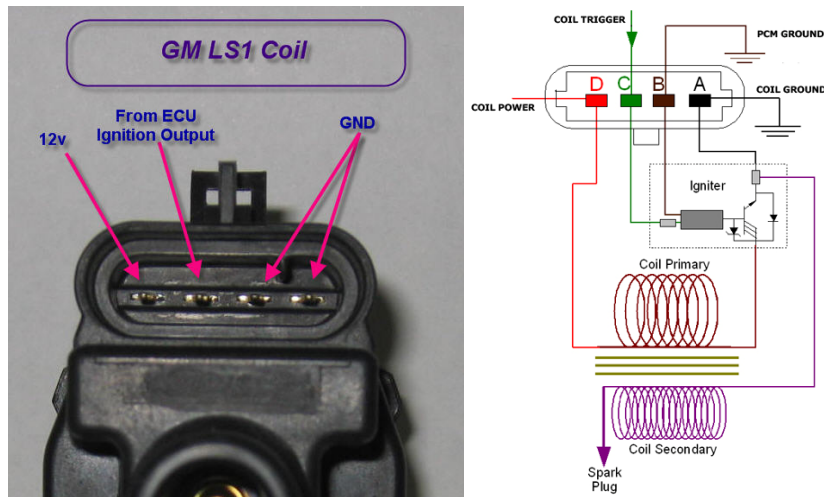 GM LS1 Coil
From ECU
Ignition Output
12v
GND
COIL TRIGGER
PCM GROUND
D C B A
COIL POWER
COIL GROUND
Igniter
Coil Primary
Coil Secondary
Spark
Plug